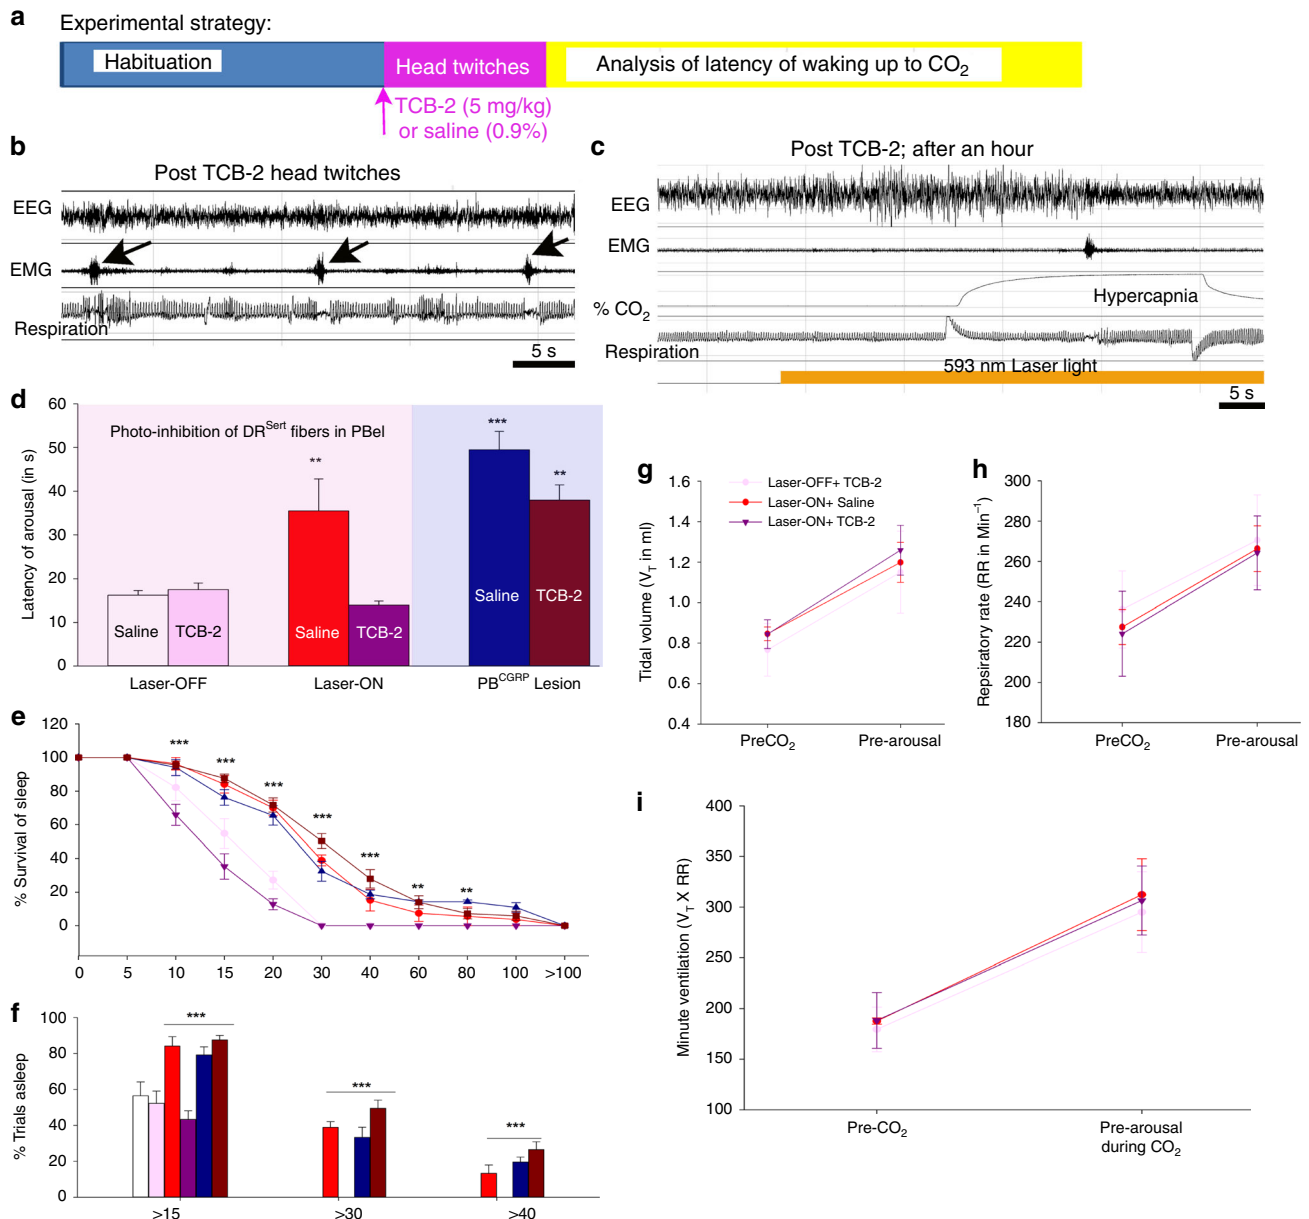 a
Experimental strategy:
Habituation
Head twitches
Analysis of latency of waking up to CO2
TCB-2 (5 mg/kg)
or saline (0.9%)
b
Post TCB-2 head twitches
EEG
EMG
Respiration
5 s
c
Post TCB-2; after an hour
EEG
EMG
% CO2
Hypercapnia
Respiration
593 nm Laser light
5 s
d
Latency of arousal (in s)
60
50
40
30
20
10
0
Photo-inhibition of DRSert fibers in PBel
**
***
**
Saline
TCB-2
Saline
TCB-2
Saline
TCB-2
Laser-OFF
Laser-ON
PBCGRP Lesion
e
% Survival of sleep
120
100
80
60
40
20
0
***
***
***
***
***
**
**
0
5
10
15
20
30
40
60
80
100
>100
f
% Trials asleep
100
80
60
40
20
0
***
***
***
>15
>30
>40
g
Tidal volume (VT in ml)
1.6
1.4
1.2
1.0
0.8
0.6
0.4
Laser-OFF+ TCB-2
Laser-ON+ Saline
Laser-ON+ TCB-2
PreCO2
Pre-arousal
h
Repsiratory rate (RR in Min–1)
300
280
260
240
220
200
180
PreCO2
Pre-arousal
i
Minute ventilation (VT X RR)
400
350
300
250
200
150
100
Pre-CO2
Pre-arousal
during CO2